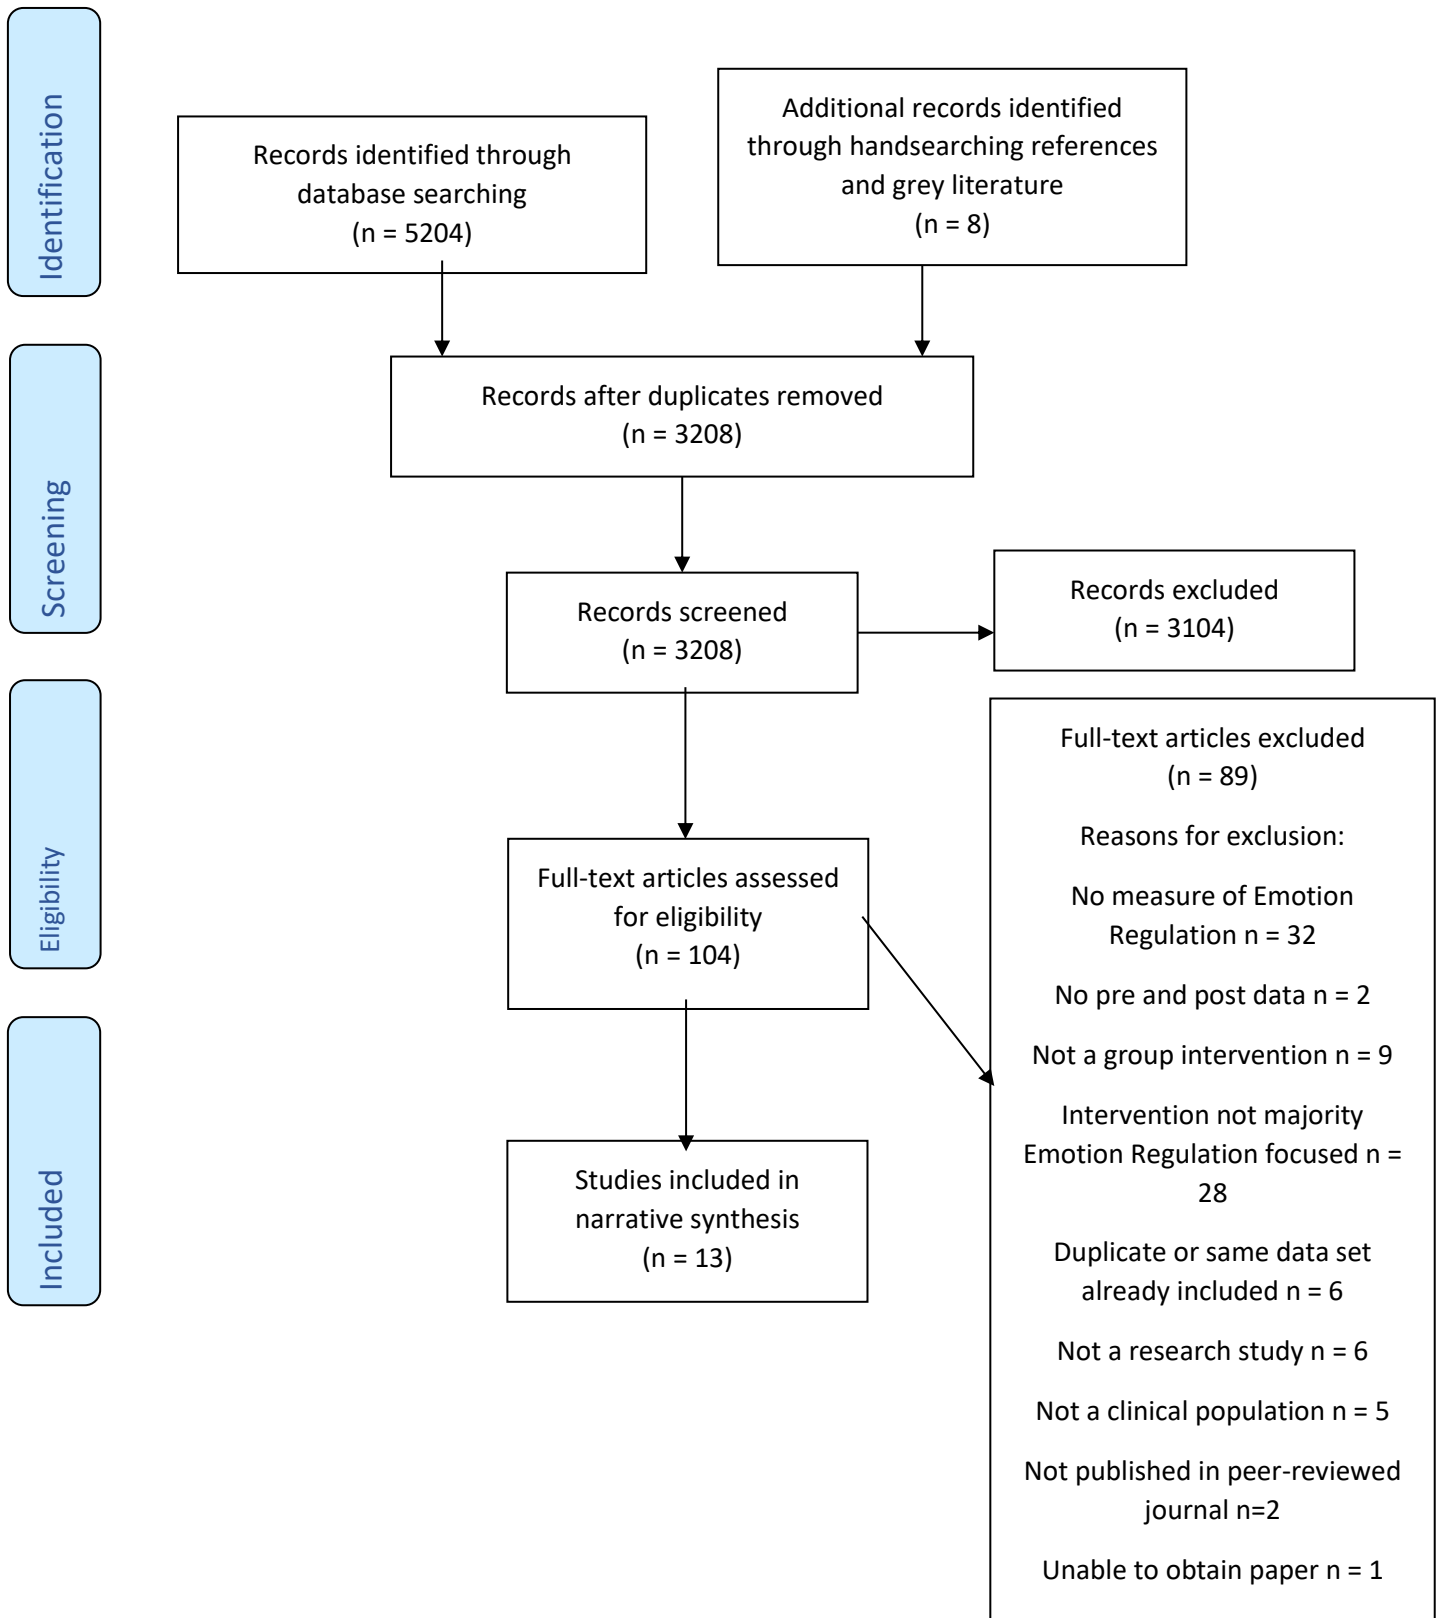 Identification
Records identified through
database searching
(n = 5204)
Additional records identified
through handsearching references
and grey literature
(n = 8)
Screening
Records after duplicates removed
(n = 3208)
Records screened
(n = 3208)
Records excluded
(n = 3104)
Eligibility
Full-text articles assessed
for eligibility
(n = 104)
Full-text articles excluded
(n = 89)
Reasons for exclusion:
No measure of Emotion
Regulation n = 32
No pre and post data n = 2
Not a group intervention n = 9
Intervention not majority
Emotion Regulation focused n =
28
Duplicate or same data set
already included n = 6
Not a research study n = 6
Not a clinical population n = 5
Not published in peer-reviewed
journal n=2
Unable to obtain paper n = 1
Included
Studies included in
narrative synthesis
(n = 13)